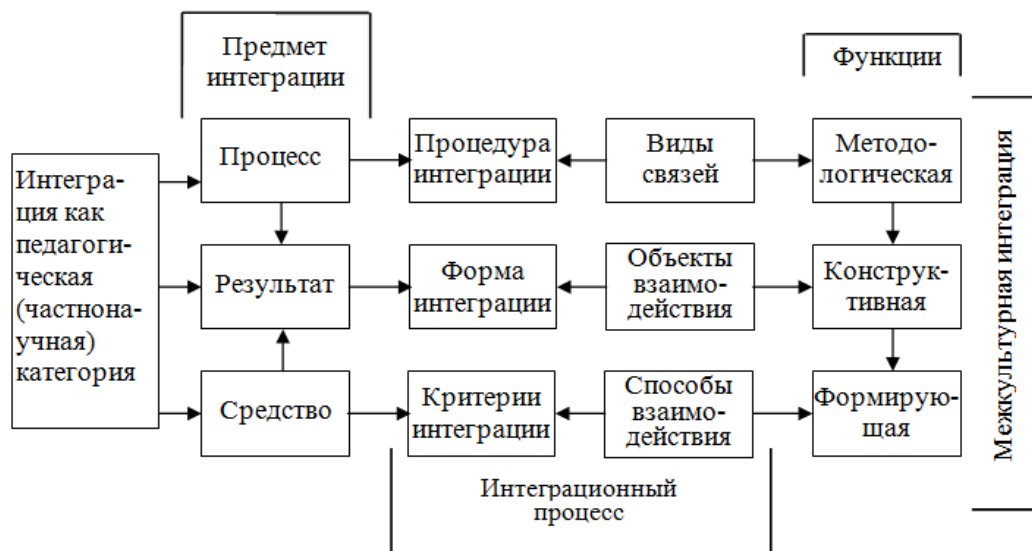 Предмет
интеграции
Функции
Интегра-
ция как
педагоги-
ческая
(частнона-
учная)
категория
Процесс
Процедура
интеграции
Виды
связей
Методо-
логическая
Результат
Форма
интеграции
Объекты
взаимо-
действия
Конструк-
тивная
Средство
Критерии
интеграции
Способы
взаимо-
действия
Формирую-
щая
Интеграционный
процесс
Межкультурная интеграция